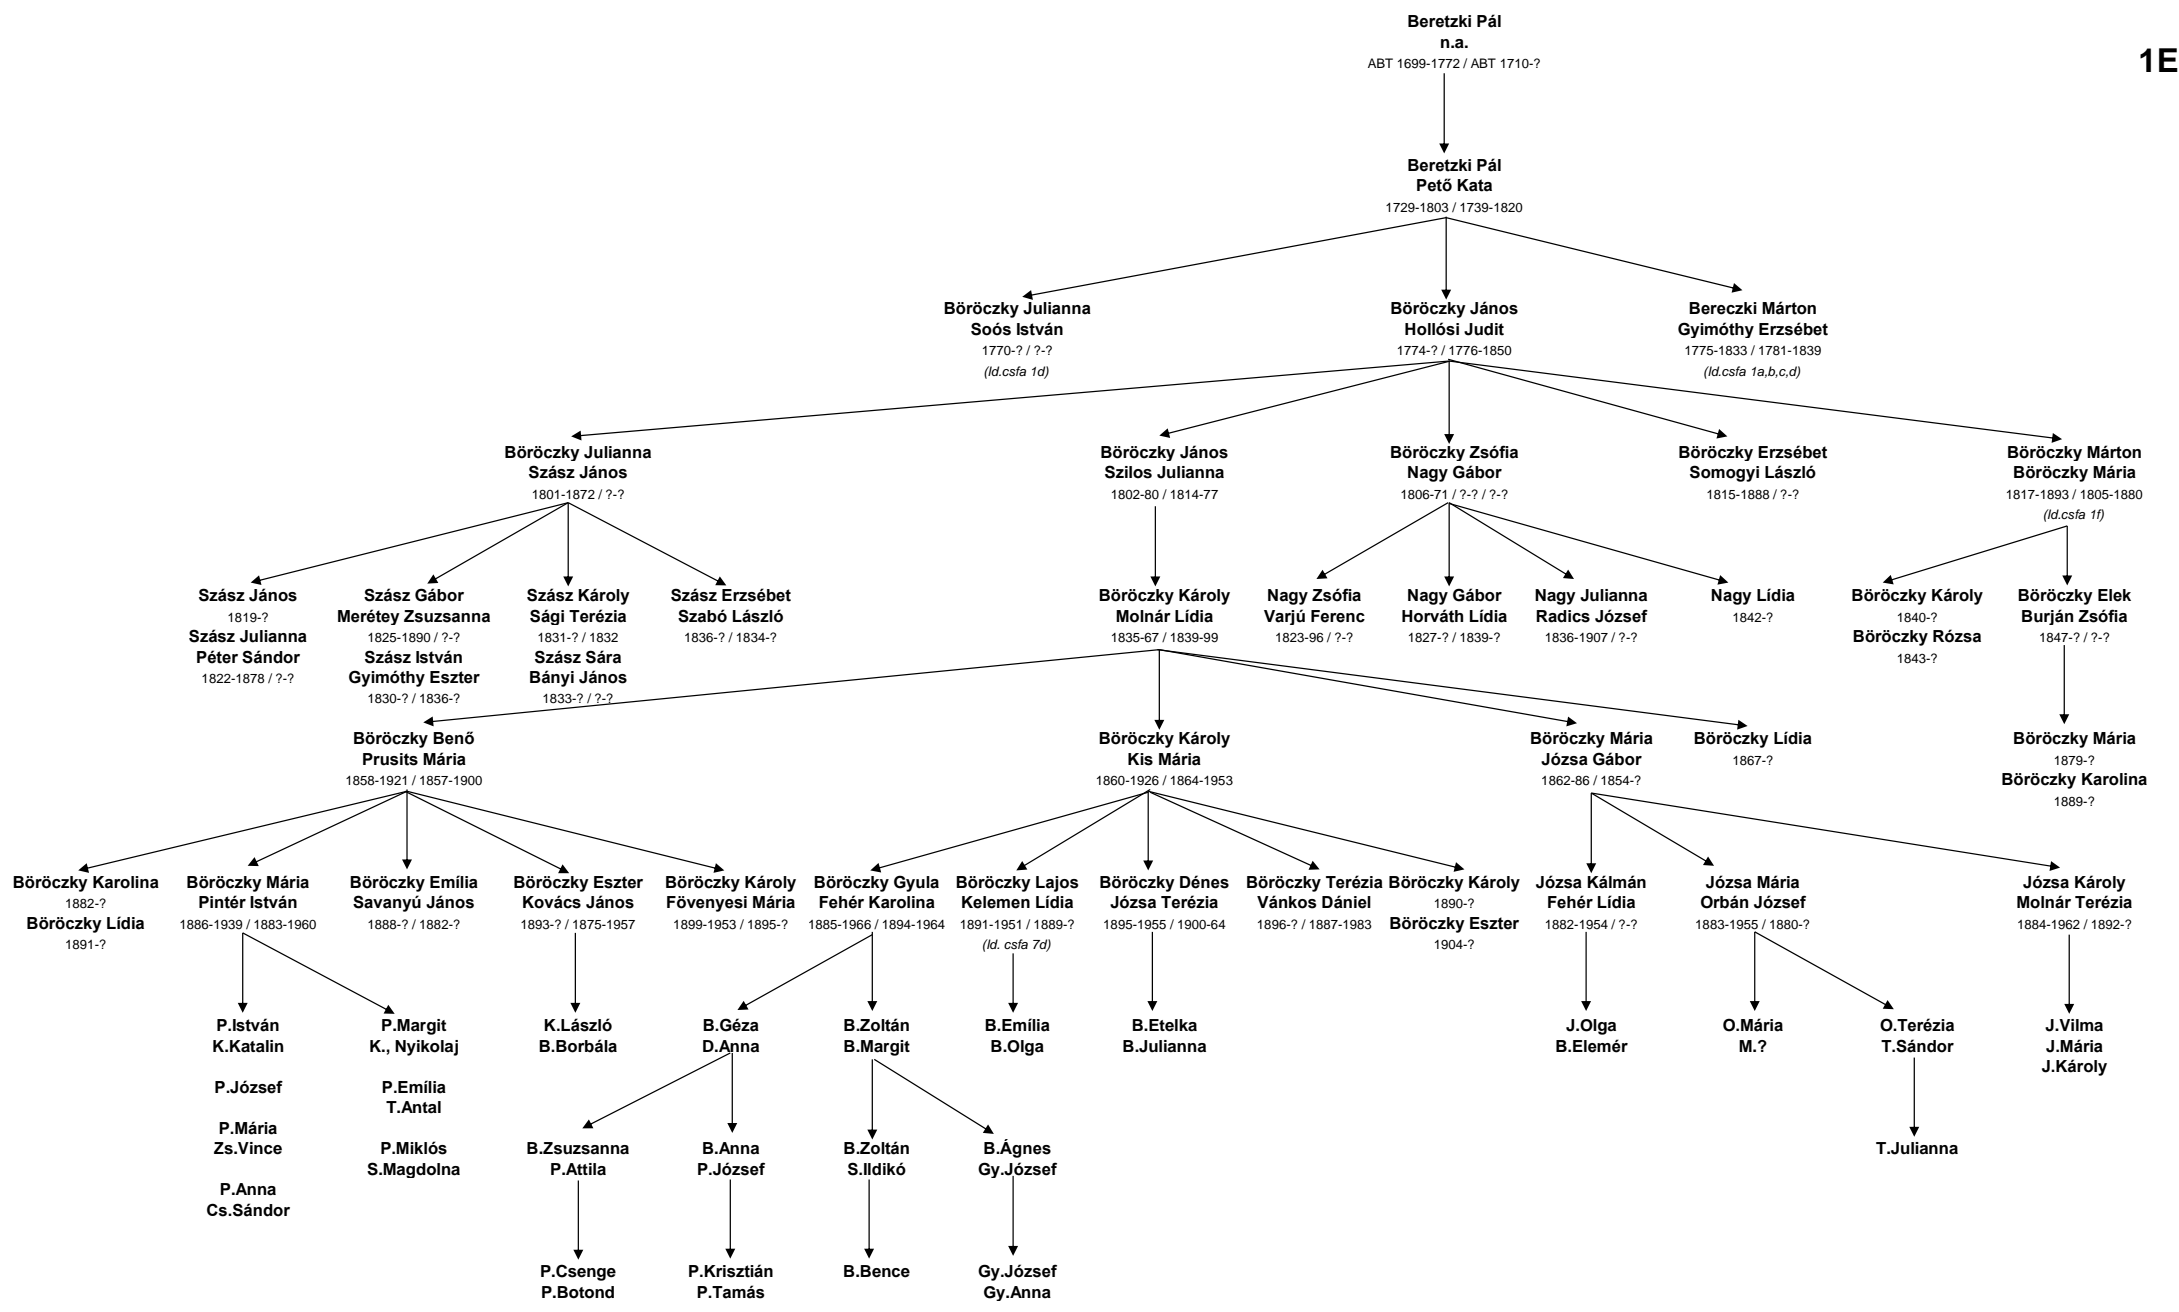 Beretzki Pál
n.a.
ABT 1699-1772 / ABT 1710-?
1E
Beretzki Pál
Pető Kata
1729-1803 / 1739-1820
Böröczky Julianna
Soós István
1770-? / ?-?
(ld.csfa 1d)
Böröczky János
Hollósi Judit
1774-? / 1776-1850
Bereczki Márton
Gyimóthy Erzsébet
1775-1833 / 1781-1839
(ld.csfa 1a,b,c,d)
Böröczky Julianna
Szász János
1801-1872 / ?-?
Böröczky János
Szilos Julianna
1802-80 / 1814-77
Böröczky Zsófia
Nagy Gábor
1806-71 / ?-? / ?-?
Böröczky Erzsébet
Somogyi László
1815-1888 / ?-?
Böröczky Márton
Böröczky Mária
1817-1893 / 1805-1880
(ld.csfa 1f)
Szász János
1819-?
Szász Julianna
Péter Sándor
1822-1878 / ?-?
Szász Gábor
Merétey Zsuzsanna
1825-1890 / ?-?
Szász István
Gyimóthy Eszter
1830-? / 1836-?
Szász Károly
Sági Terézia
1831-? / 1832
Szász Sára
Bányi János
1833-? / ?-?
Szász Erzsébet
Szabó László
1836-? / 1834-?
Böröczky Károly
Molnár Lídia
1835-67 / 1839-99
Nagy Zsófia
Varjú Ferenc
1823-96 / ?-?
Nagy Gábor
Horváth Lídia
1827-? / 1839-?
Nagy Julianna
Radics József
1836-1907 / ?-?
Nagy Lídia
1842-?
Böröczky Károly
1840-?
Böröczky Rózsa
1843-?
Böröczky Elek
Burján Zsófia
1847-? / ?-?
Böröczky Benő
Prusits Mária
1858-1921 / 1857-1900
Böröczky Károly
Kis Mária
1860-1926 / 1864-1953
Böröczky Mária
Józsa Gábor
1862-86 / 1854-?
Böröczky Lídia
1867-?
Böröczky Mária
1879-?
Böröczky Karolina
1889-?
Böröczky Karolina
1882-?
Böröczky Lídia
1891-?
Böröczky Mária
Pintér István
1886-1939 / 1883-1960
Böröczky Emília
Savanyú János
1888-? / 1882-?
Böröczky Eszter
Kovács János
1893-? / 1875-1957
Böröczky Károly
Fövenyesi Mária
1899-1953 / 1895-?
Böröczky Gyula
Fehér Karolina
1885-1966 / 1894-1964
Böröczky Lajos
Kelemen Lídia
1891-1951 / 1889-?
(ld. csfa 7d)
Böröczky Dénes
Józsa Terézia
1895-1955 / 1900-64
Böröczky Terézia
Vánkos Dániel
1896-? / 1887-1983
Böröczky Károly
1890-?
Böröczky Eszter
1904-?
Józsa Kálmán
Fehér Lídia
1882-1954 / ?-?
Józsa Mária
Orbán József
1883-1955 / 1880-?
Józsa Károly
Molnár Terézia
1884-1962 / 1892-?
P.István
K.Katalin
P.József
P.Mária
Zs.Vince
P.Anna
Cs.Sándor
P.Margit
K., Nyikolaj
P.Emília
T.Antal
P.Miklós
S.Magdolna
K.László
B.Borbála
B.Géza
D.Anna
B.Zoltán
B.Margit
B.Emília
B.Olga
B.Etelka
B.Julianna
J.Olga
B.Elemér
O.Mária
M.?
O.Terézia
T.Sándor
J.Vilma
J.Mária
J.Károly
B.Zsuzsanna
P.Attila
B.Anna
P.József
B.Zoltán
S.Ildikó
B.Ágnes
Gy.József
T.Julianna
P.Csenge
P.Botond
P.Krisztián
P.Tamás
B.Bence
Gy.József
Gy.Anna